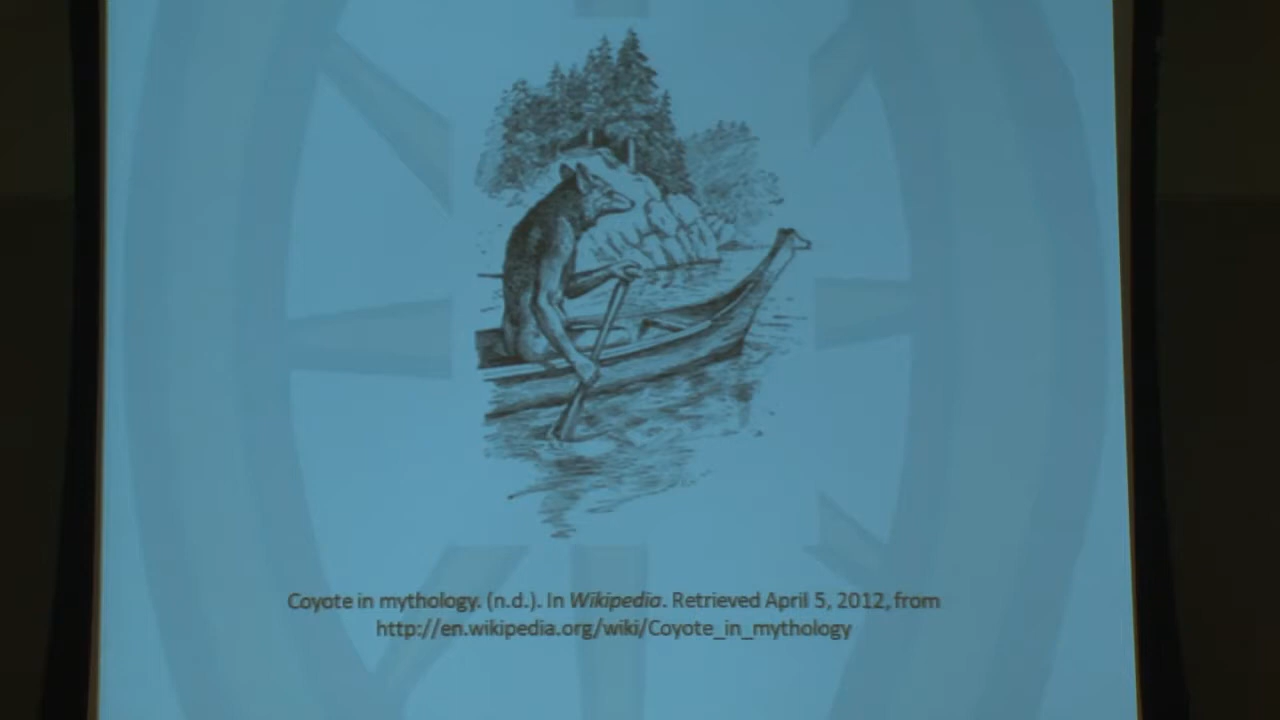 Coyote in mythology. (n.d.). In Wikipedia. Retrieved April 5, 2012, from
http://en.wikipedia.org/wiki/Coyote_in_mythology